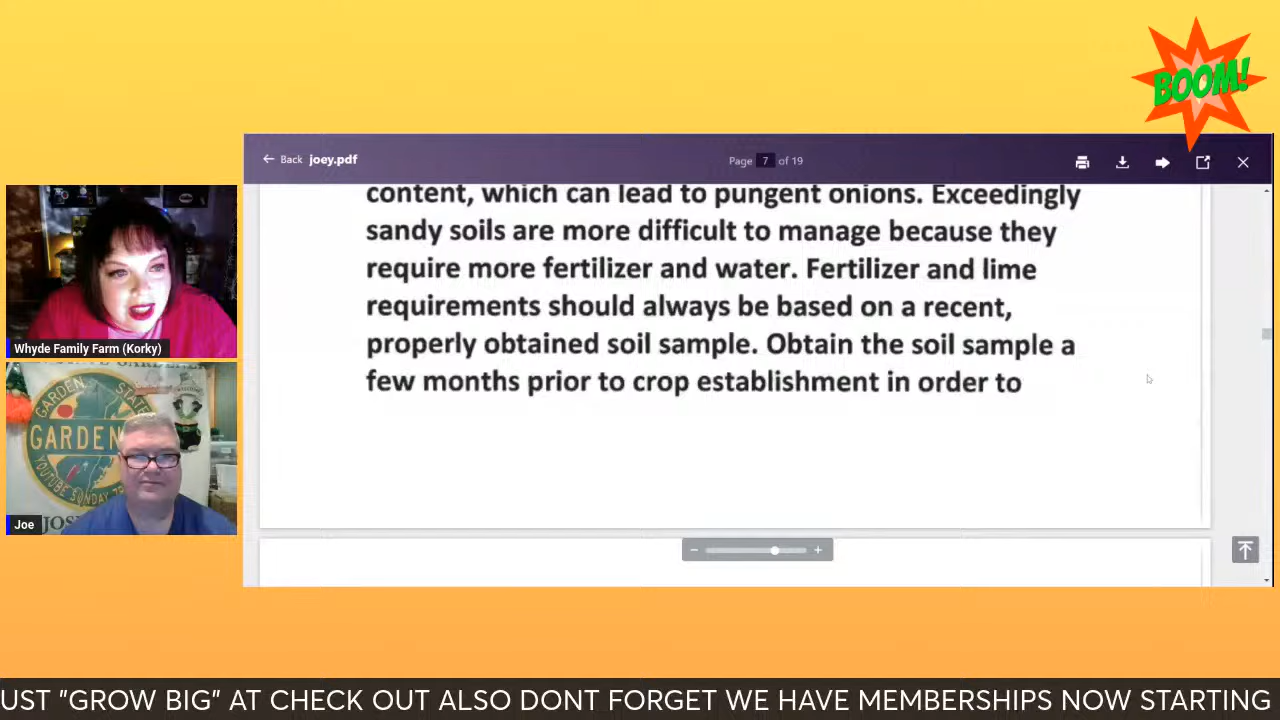 BOOM!
← Back joey.pdf
Page 7 of 19
content, which can lead to pungent onions. Exceedingly
sandy soils are more difficult to manage because they
require more fertilizer and water. Fertilizer and lime
requirements should always be based on a recent,
properly obtained soil sample. Obtain the soil sample a
few months prior to crop establishment in order to
Whyde Family Farm (Korky)
GARDEN STATE
GARDEN
YOUTUBE SUNDAY
Joe
UST "GROW BIG" AT CHECK OUT ALSO DONT FORGET WE HAVE MEMBERSHIPS NOW STARTING